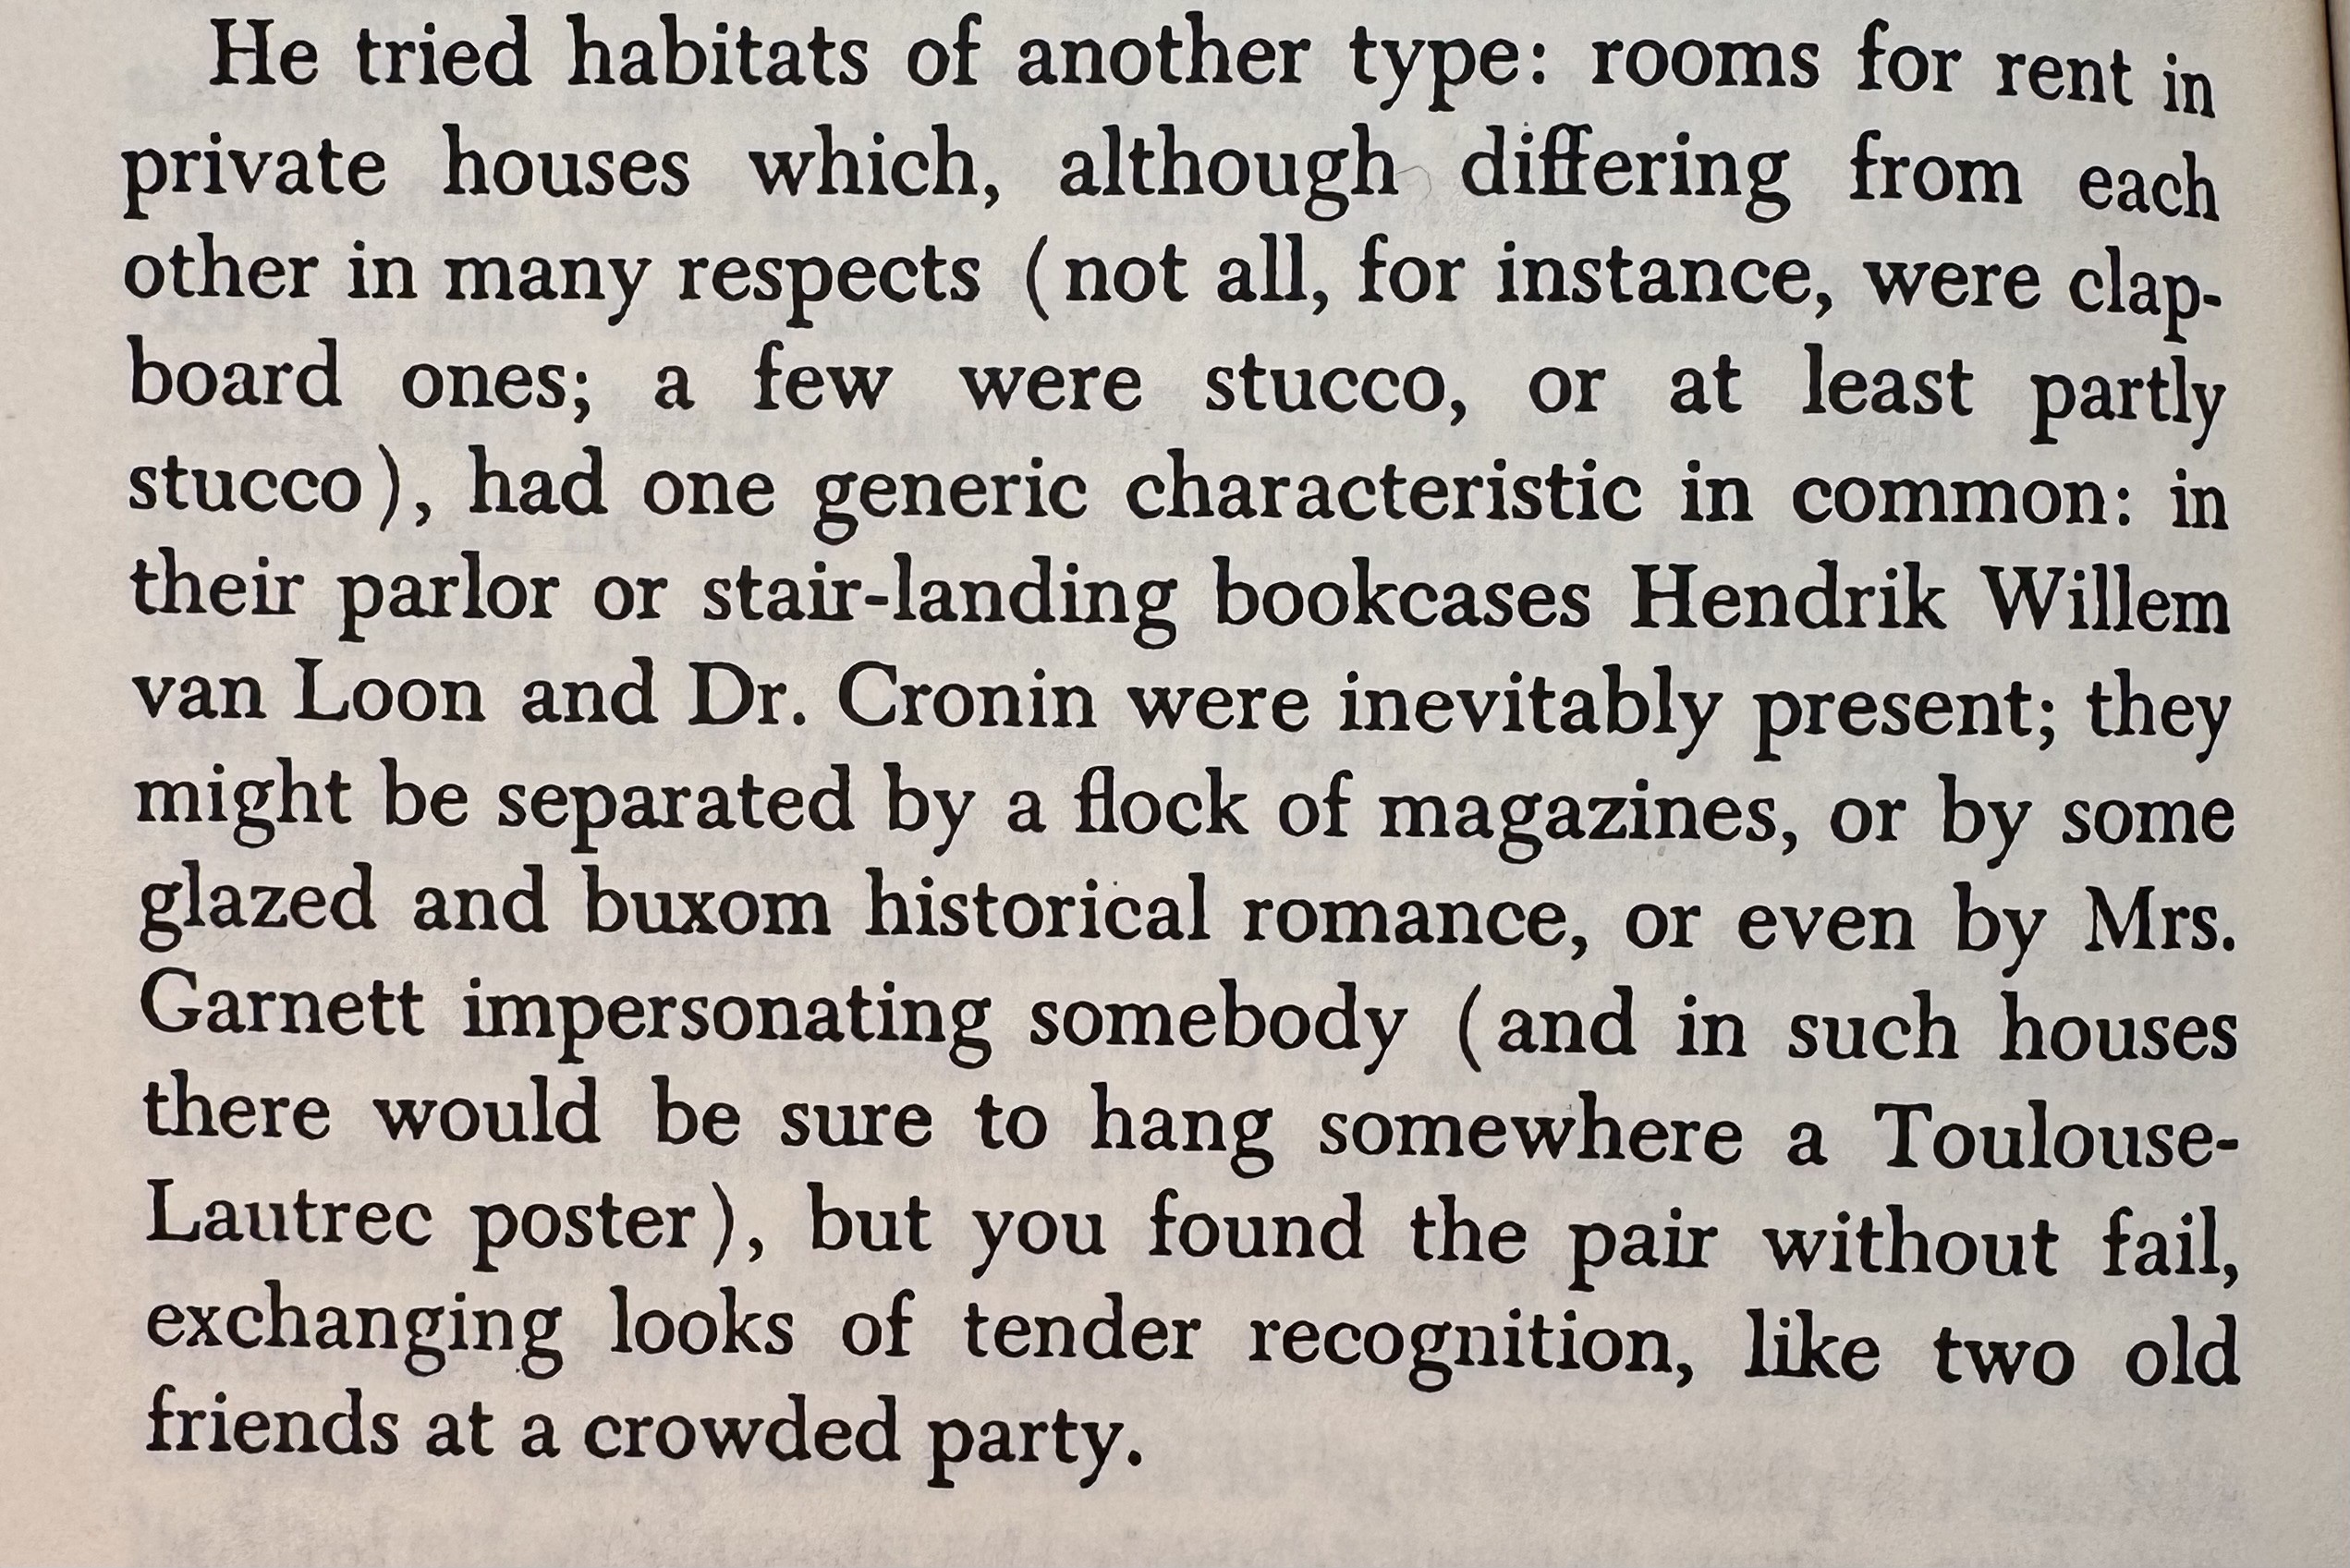 He tried habitats of another type: rooms for rent in
private houses which, although differing from each
other in many respects (not all, for instance, were clap-
board ones; a few were stucco, or at least partly
stucco), had one generic characteristic in common: in
their parlor or stair-landing bookcases Hendrik Willem
van Loon and Dr. Cronin were inevitably present; they
might be separated by a flock of magazines, or by some
glazed and buxom historical romance, or even by Mrs.
Garnett impersonating somebody (and in such houses
there would be sure to hang somewhere a Toulouse-
Lautrec poster), but you found the pair without fail,
exchanging looks of tender recognition, like two old
friends at a crowded party.